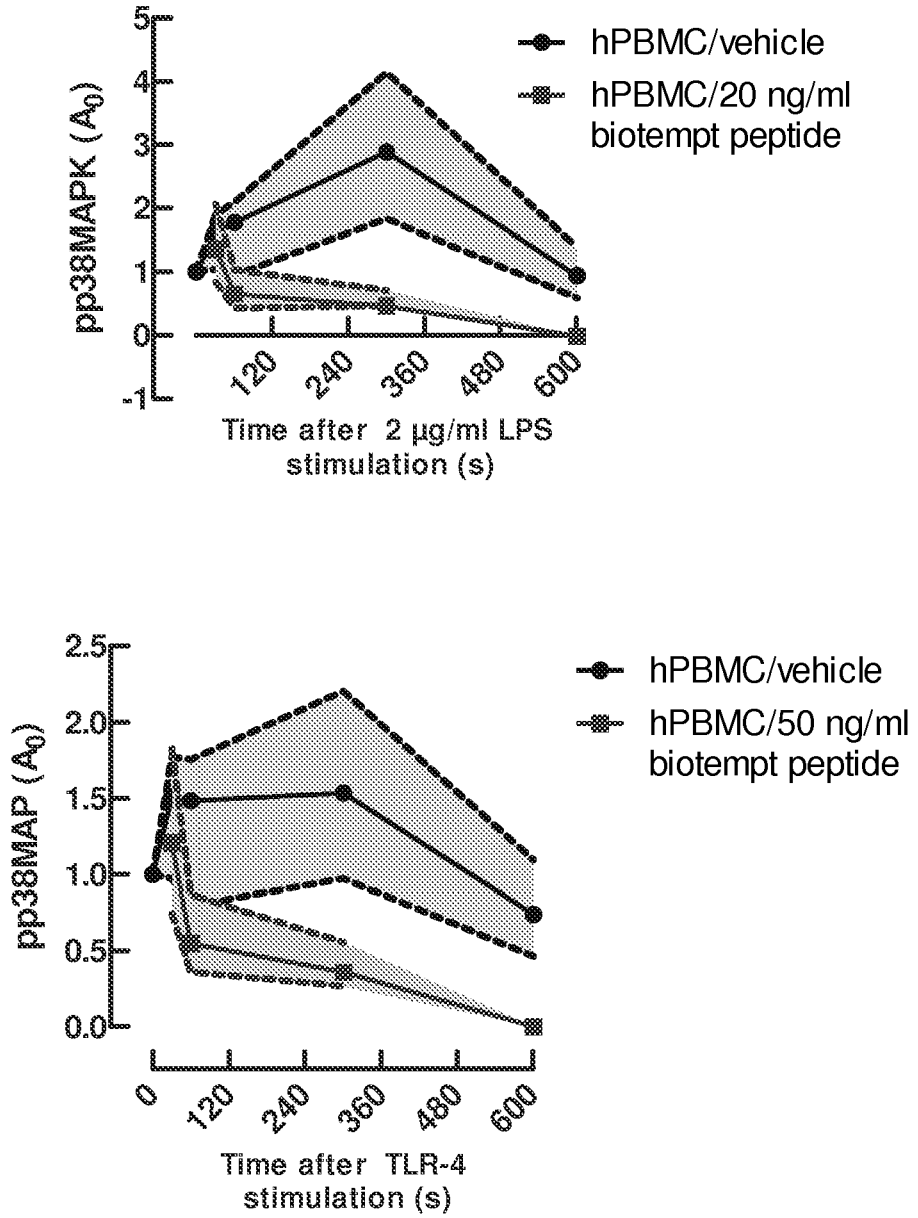 5
4
3
2
1
0
-1
pp38MAPK (A0)
120
240
360
480
600
Time after 2 µg/ml LPS
stimulation (s)
hPBMC/vehicle
hPBMC/20 ng/ml
biotempt peptide
2.5
2.0
1.5
1.0
0.5
0.0
pp38MAP (A0)
0
120
240
360
480
600
Time after TLR-4
stimulation (s)
hPBMC/vehicle
hPBMC/50 ng/ml
biotempt peptide